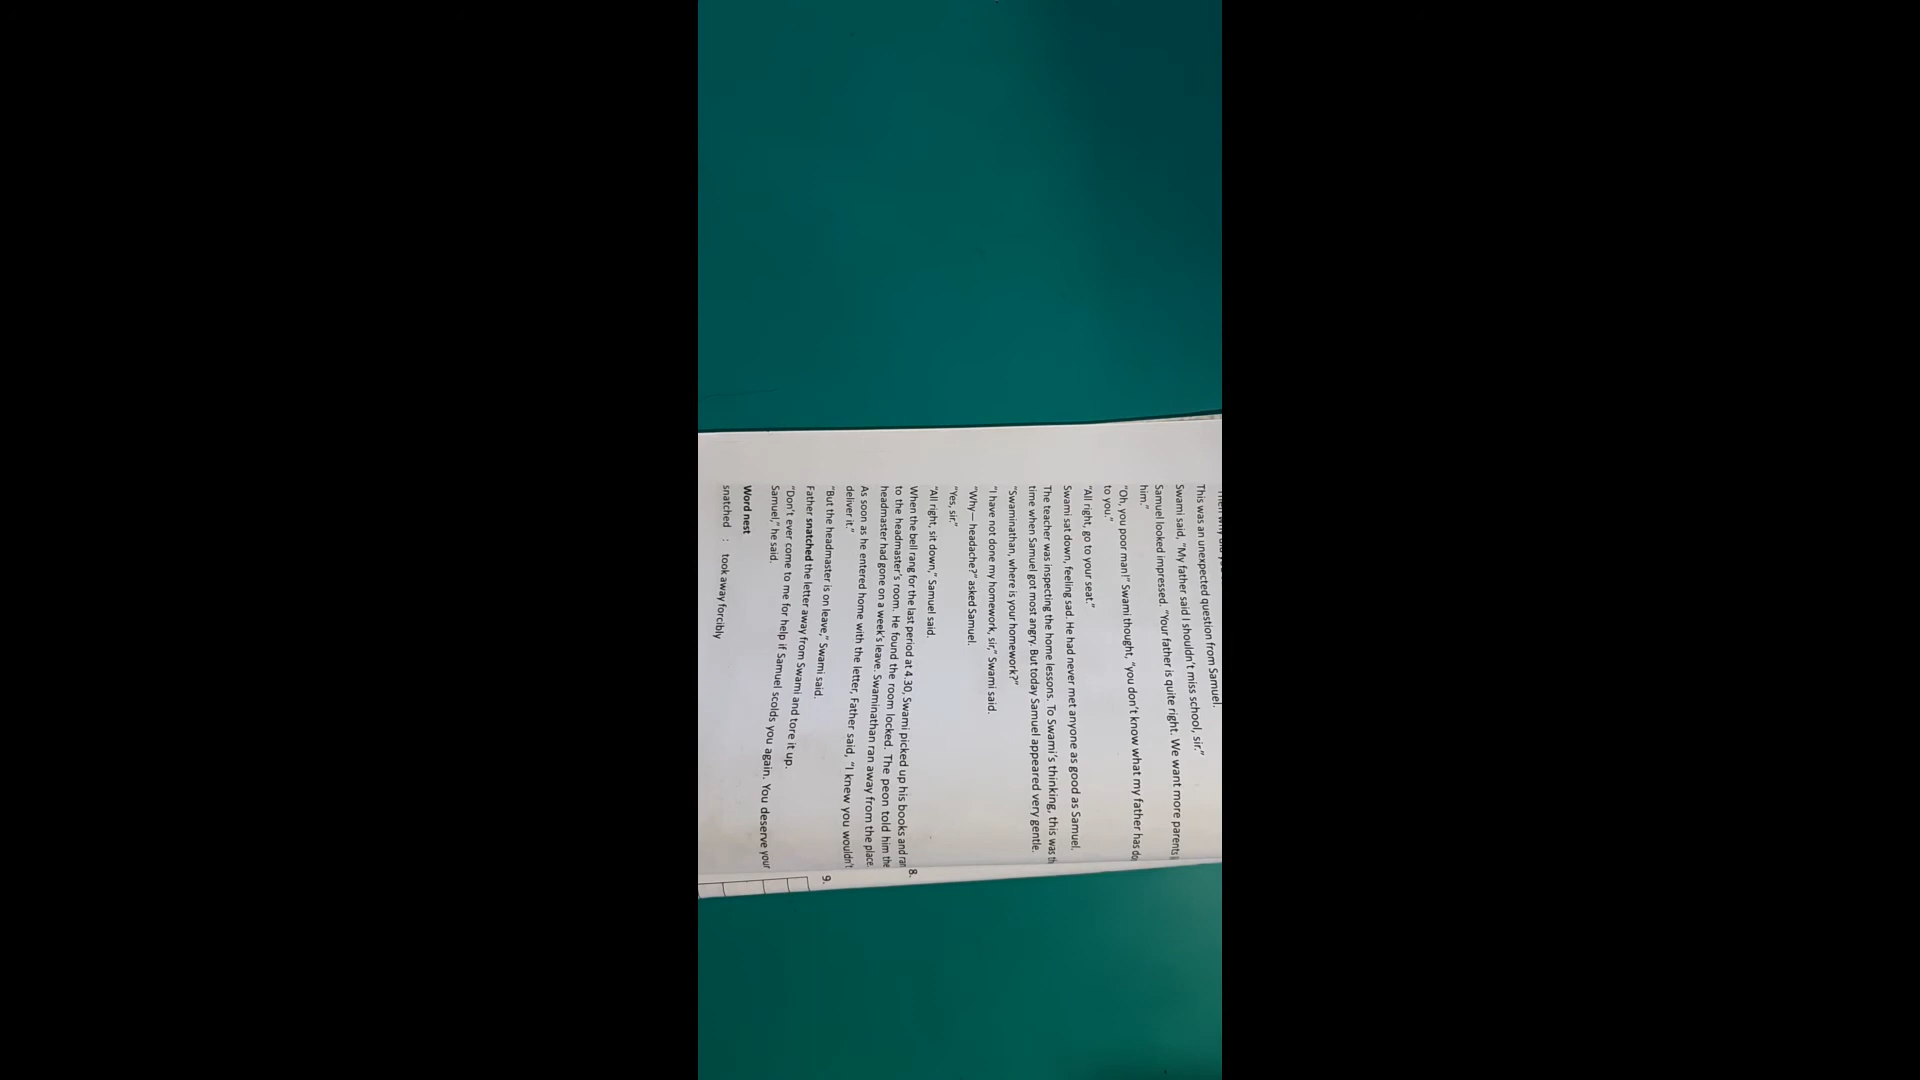 This was an unexpected question from Samuel.
Swami said, “My father said I shouldn’t miss school, sir.”
Samuel looked impressed. “Your father is quite right. We want more parents
him.”
“Oh, you poor man!” Swami thought, “you don’t know what my father has
to you.”
“All right, go to your seat.”
Swami sat down, feeling sad. He had never met anyone as good as Samuel.
The teacher was inspecting the home lessons. To Swami’s thinking, this was
time when Samuel got most angry. But today Samuel appeared very gentle.
“Swaminathan, where is your homework?”
“I have not done my homework, sir,” Swami said.
“Why— headache?” asked Samuel.
“Yes, sir.”
“All right, sit down,” Samuel said.
When the bell rang for the last period at 4.30, Swami picked up his books and
to the headmaster’s room. He found the room locked. The peon told him the
headmaster had gone on a week’s leave. Swaminathan ran away from the place.
As soon as he entered home with the letter, Father said, “I knew you wouldn’t
deliver it.”
“But the headmaster is on leave,” Swami said.
Father snatched the letter away from Swami and tore it up.
“Don’t ever come to me for help if Samuel scolds you again. You deserve your
Samuel,” he said.
Word nest
snatched : took away forcibly
8.
9.